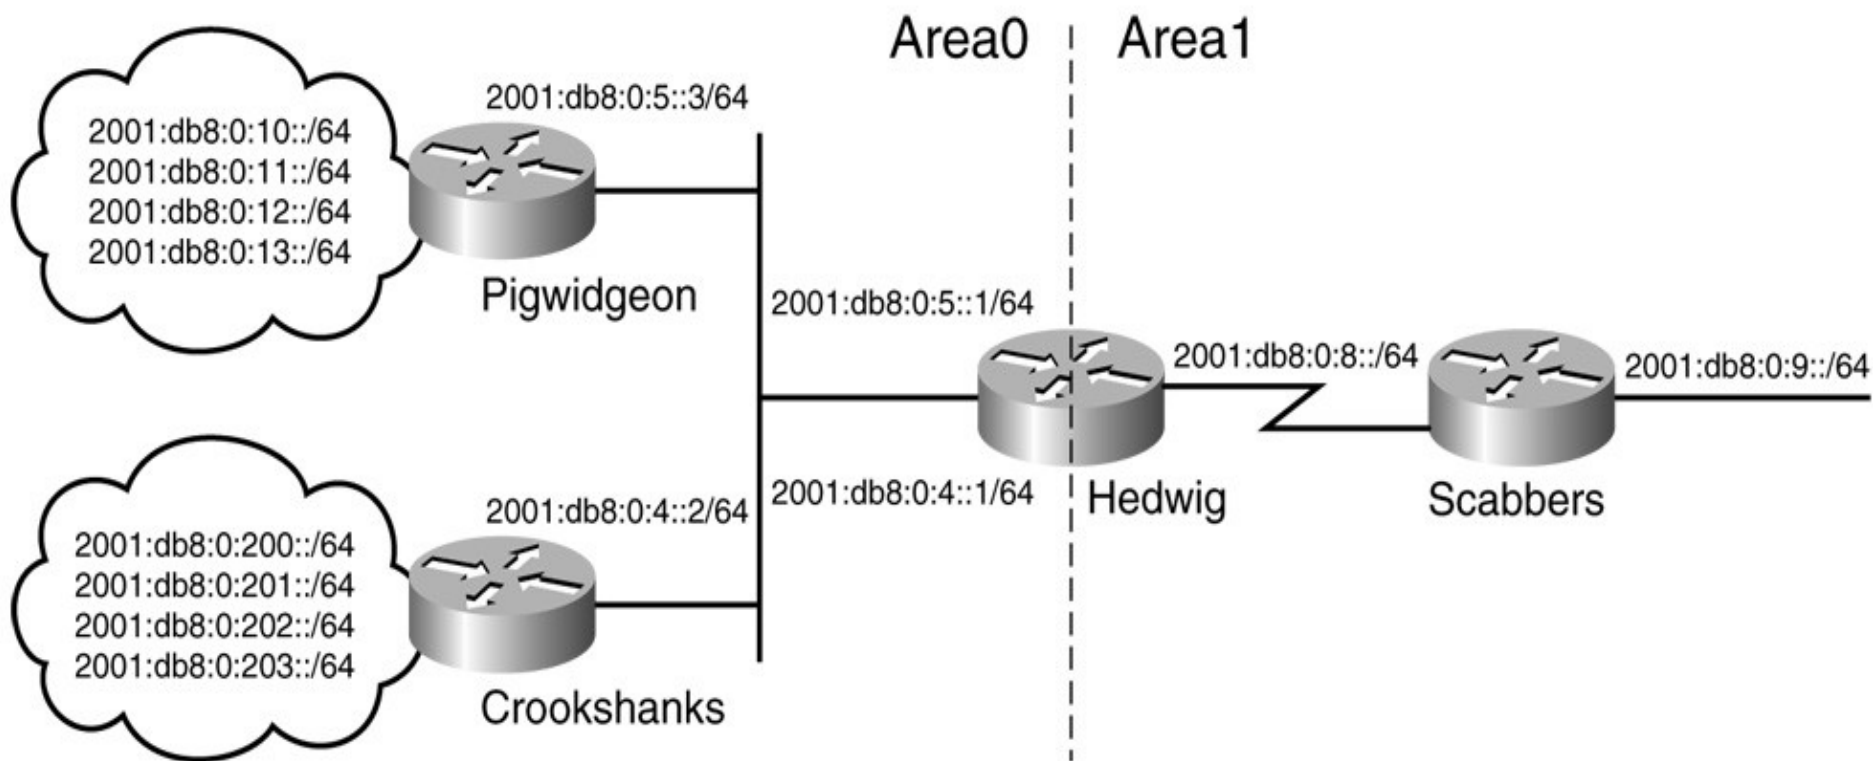 Area0
Area1
2001:db8:0:5::3/64
2001:db8:0:10::/64
2001:db8:0:11::/64
2001:db8:0:12::/64
2001:db8:0:13::/64
Pigwidgeon
2001:db8:0:5::1/64
2001:db8:0:8::/64
2001:db8:0:9::/64
2001:db8:0:4::1/64
Hedwig
Scabbers
2001:db8:0:4::2/64
2001:db8:0:200::/64
2001:db8:0:201::/64
2001:db8:0:202::/64
2001:db8:0:203::/64
Crookshanks